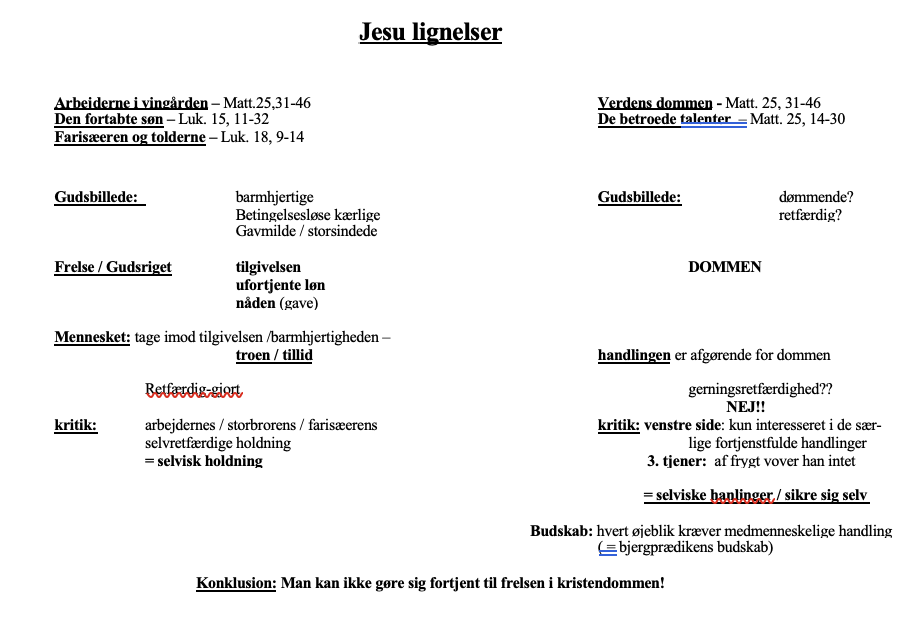 Jesu lignelser
Arbejderne i vingården – Matt.25,31-46
Den fortabte søn – Luk. 15, 11-32
Farisæeren og tolderne – Luk. 18, 9-14
Verdens dommen - Matt. 25, 31-46
De betroede talenter – Matt. 25, 14-30
Gudsbillede: barmhjertige
Betingelsesløse kærlige
Gavmilde / storsindede
Gudsbillede: dømmende?
retfærdig?
Frelse / Gudsriget tilgivelsen
ufortjente løn
nåden (gave)
DOMMEN
Mennesket: tage imod tilgivelsen /barmhjertigheden –
troen / tillid
handlingen er afgørende for dommen
Retfærdig-gjort
gerningsretfærdighed??
NEJ!!
kritik: arbejdernes / storbrorens / farisæerens
selvretfærdige holdning
= selvisk holdning
kritik: venstre side: kun interesseret i de sær-
lige fortjenstfulde handlinger
3. tjener: af frygt vover han intet
= selviske hanlinger / sikre sig selv
Budskab: hvert øjeblik kræver medmenneskelige handling
( = bjergprædikens budskab)
Konklusion: Man kan ikke gøre sig fortjent til frelsen i kristendommen!